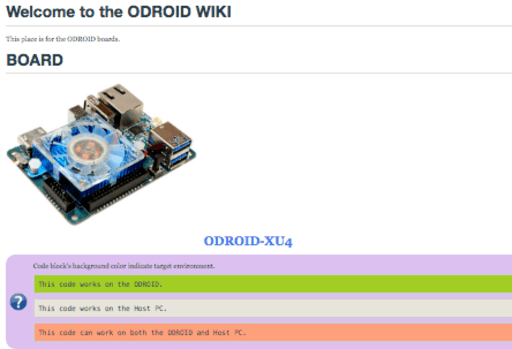 Welcome to the ODROID WIKI
This place is for the ODROID boards.
BOARD
ODROID-XU4
Code block's background color indicate target environment.
This code works on the ODROID.
This code works on the Host PC.
This code can work on both the ODROID and Host PC.